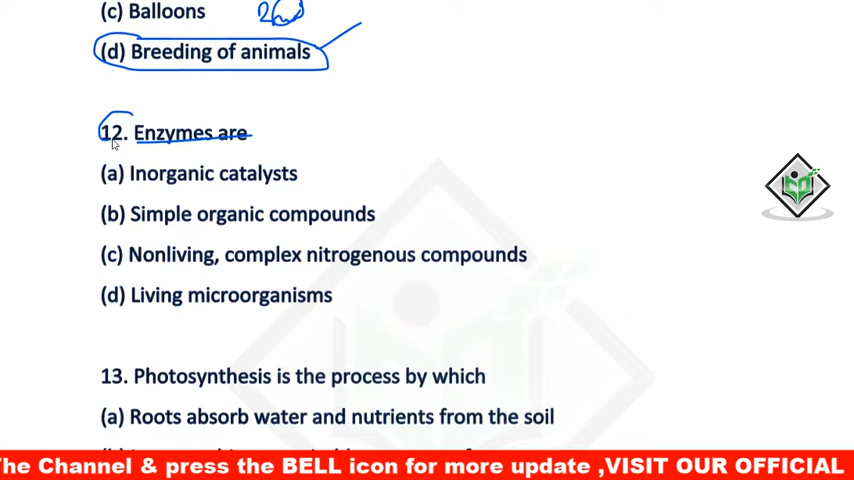 (c) Balloons
(d) Breeding of animals
12. Enzymes are
(a) Inorganic catalysts
(b) Simple organic compounds
(c) Nonliving, complex nitrogenous compounds
(d) Living microorganisms
13. Photosynthesis is the process by which
(a) Roots absorb water and nutrients from the soil
The Channel & press the BELL icon for more update ,VISIT OUR OFFICIAL